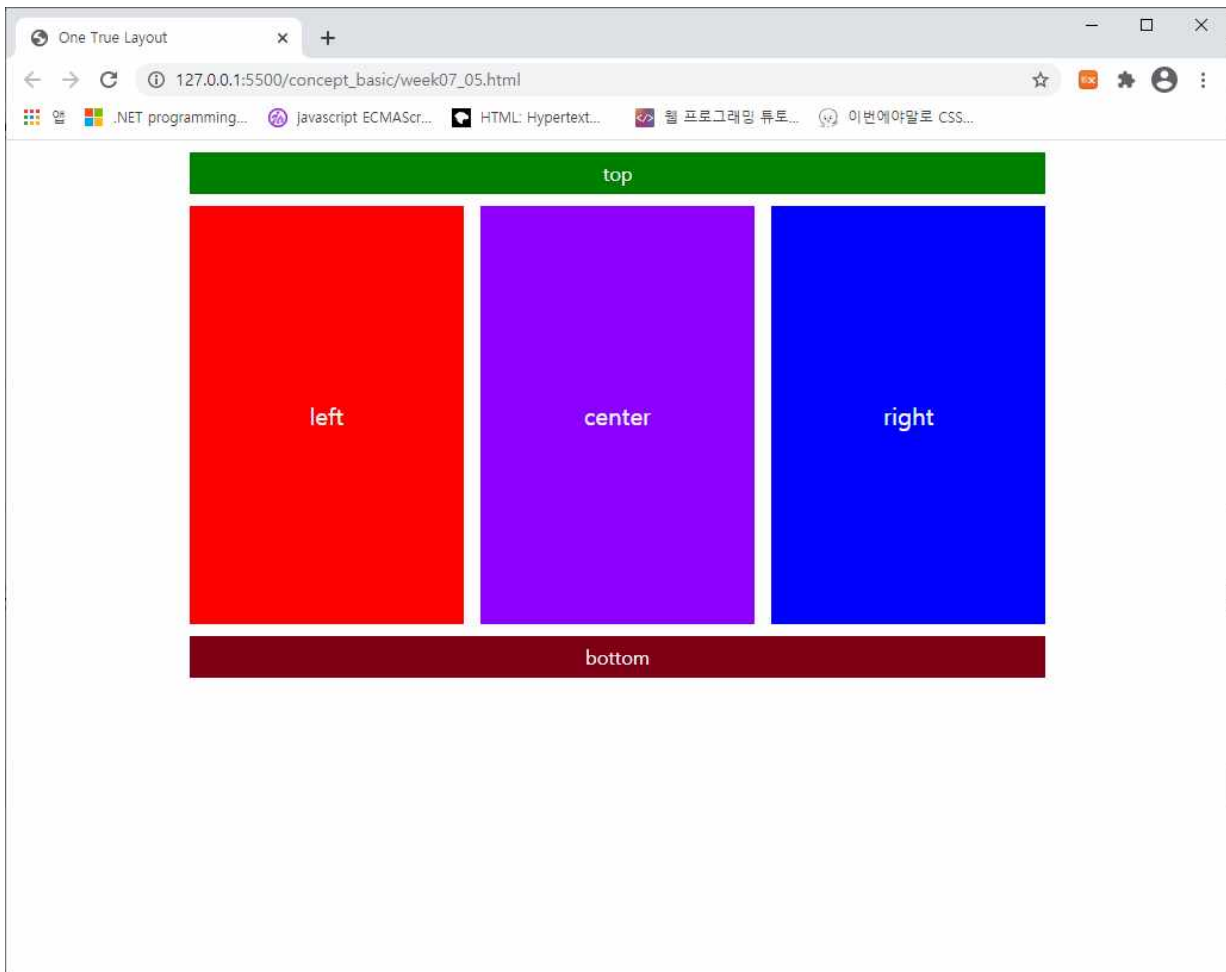 One True Layout
127.0.0.1:5500/concept_basic/week07_05.html
앱 .NET programming... Javascript ECMAScr... HTML: Hypertext... 웹 프로그래밍 튜토... 이번에야말로 CSS...
top
left center right
bottom